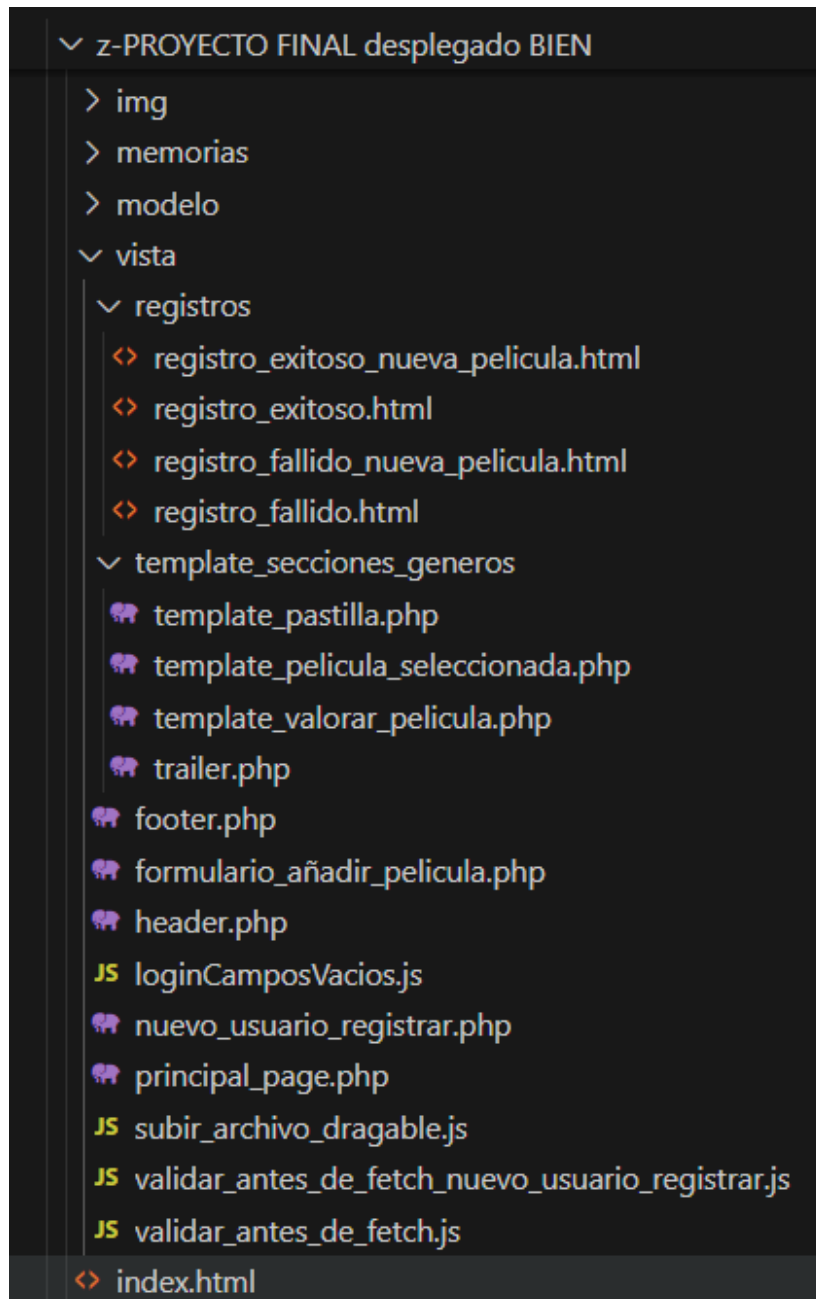 z-PROYECTO FINAL desplegado BIEN
img
memorias
modelo
vista
registros
registro_exitoso_nueva_pelicula.html
registro_exitoso.html
registro_fallido_nueva_pelicula.html
registro_fallido.html
template_secciones_generos
template_pastilla.php
template_pelicula_seleccionada.php
template_valorar_pelicula.php
trailer.php
footer.php
formulario_añadir_pelicula.php
header.php
JS loginCamposVacios.js
nuevo_usuario_registrar.php
principal_page.php
JS subir_archivo_dragable.js
JS validar_antes_de_fetch_nuevo_usuario_registrar.js
JS validar_antes_de_fetch.js
index.html